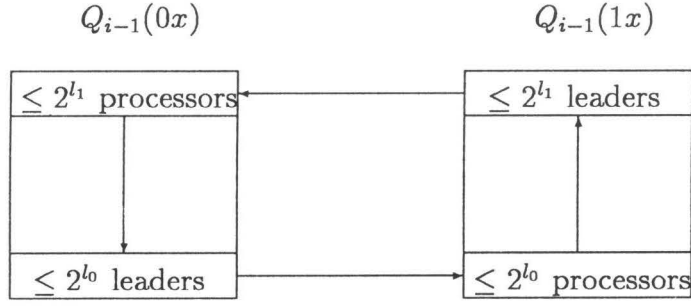 Q_{i-1}(0x) Q_{i-1}(1x)
≤ 2^{l_1} processors ≤ 2^{l_1} leaders
≤ 2^{l_0} leaders ≤ 2^{l_0} processors